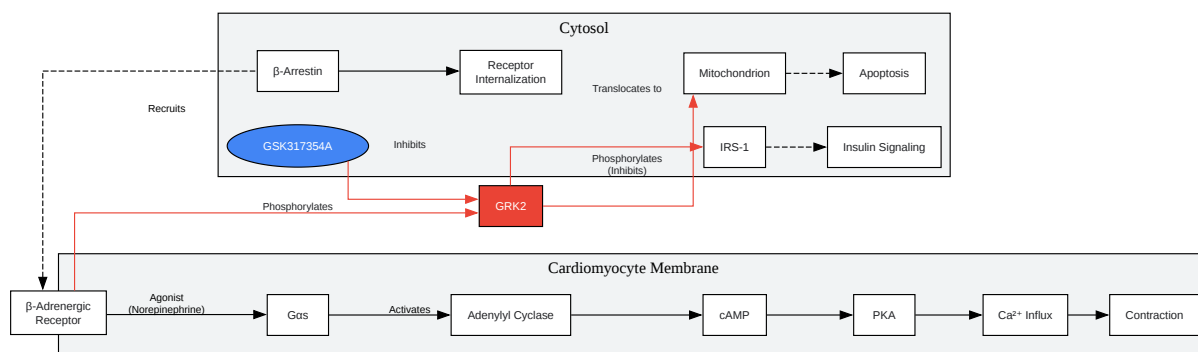 Cytosol
β-Arrestin
Receptor
Internalization
Mitochondrion
Apoptosis
Translocates to
Recruits
GSK317354A
Inhibits
IRS-1
Insulin Signaling
Phosphorylates
(Inhibits)
Phosphorylates
GRK2
Cardiomyocyte Membrane
β-Adrenergic
Receptor
Agonist
(Norepinephrine)
Gαs
Activates
Adenylyl Cyclase
cAMP
PKA
Ca²⁺ Influx
Contraction